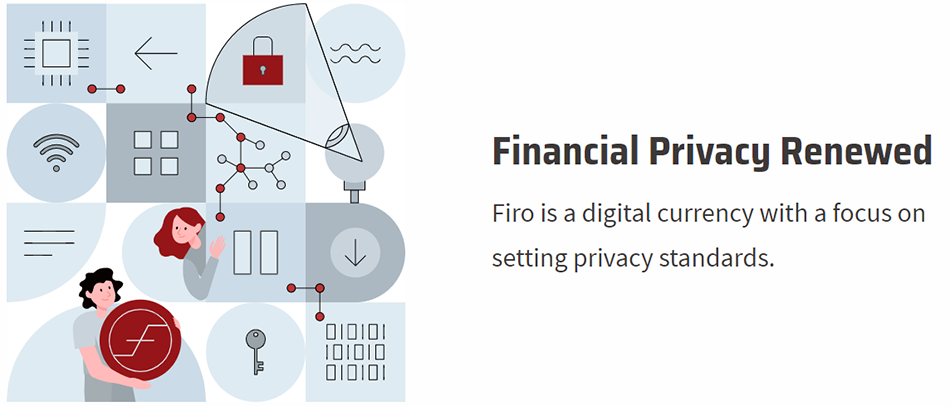 Financial Privacy Renewed
Firo is a digital currency with a focus on
setting privacy standards.